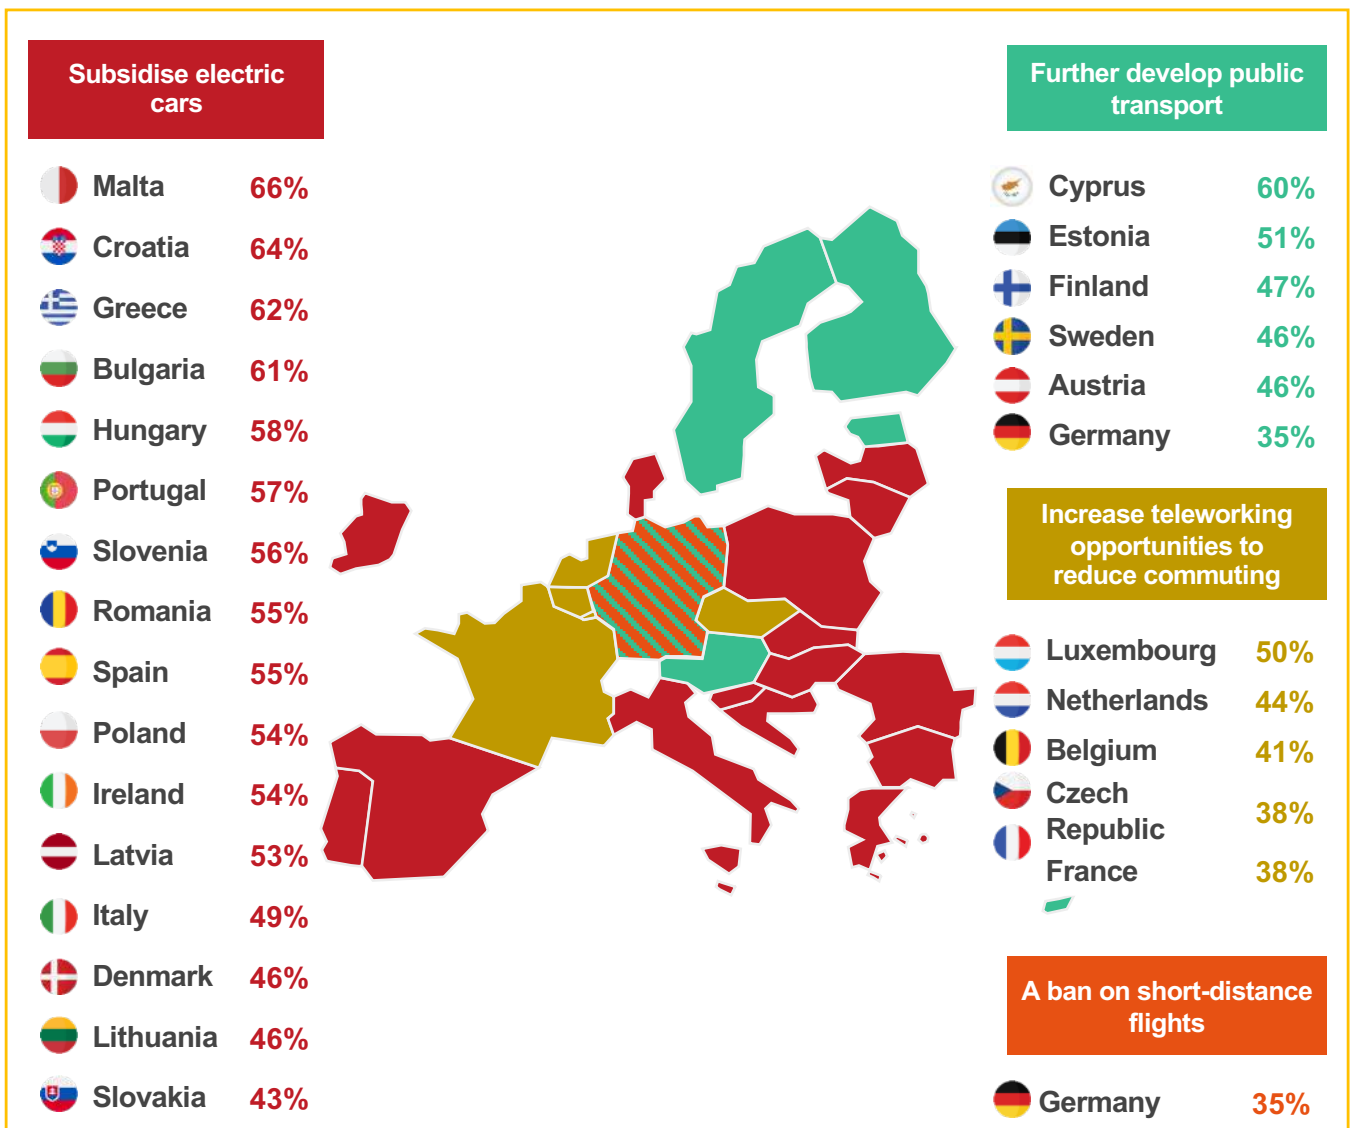 Subsidise electric
cars
Malta 66%
Croatia 64%
Greece 62%
Bulgaria 61%
Hungary 58%
Portugal 57%
Slovenia 56%
Romania 55%
Spain 55%
Poland 54%
Ireland 54%
Latvia 53%
Italy 49%
Denmark 46%
Lithuania 46%
Slovakia 43%
Further develop public
transport
Cyprus 60%
Estonia 51%
Finland 47%
Sweden 46%
Austria 46%
Germany 35%
Increase teleworking
opportunities to
reduce commuting
Luxembourg 50%
Netherlands 44%
Belgium 41%
Czech
Republic 38%
France 38%
A ban on short-distance
flights
Germany 35%